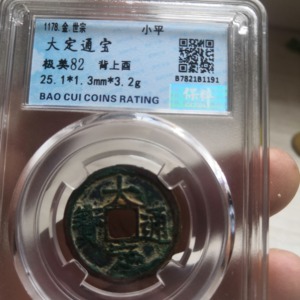 1178.金.世宗
小平
大定通宝
极美82 背上酉
25.1*1.3mm*3.2g
B7821B1191
保粹
BAO CUI COINS RATING
大定通寶